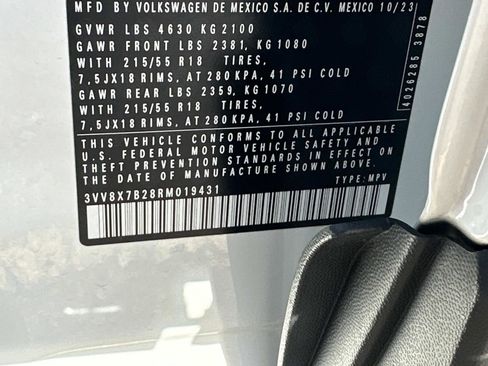 MFD BY VOLKSWAGEN DE MEXICO S.A. DE C.V. MEXICO 10/23
GVWR LBS 4630 KG 2100
GAWR FRONT LBS 2381, KG 1080
WITH 215/55 R18 TIRES,
7,5JX18 RIMS, AT 280 KPA, 41 PSI COLD
GAWR REAR LBS 2359, KG 1070
WITH 215/55 R18 TIRES,
7,5JX18 RIMS, AT 280 KPA, 41 PSI COLD
THIS VEHICLE CONFORMS TO ALL APPLICABLE
U.S. FEDERAL MOTOR VEHICLE SAFETY AND
THEFT PREVENTION STANDARDS IN EFFECT ON THE
DATE OF MANUFACTURE SHOWN ABOVE
3VV8X7B28RM019431
TYPE: MPV
4026285 3878